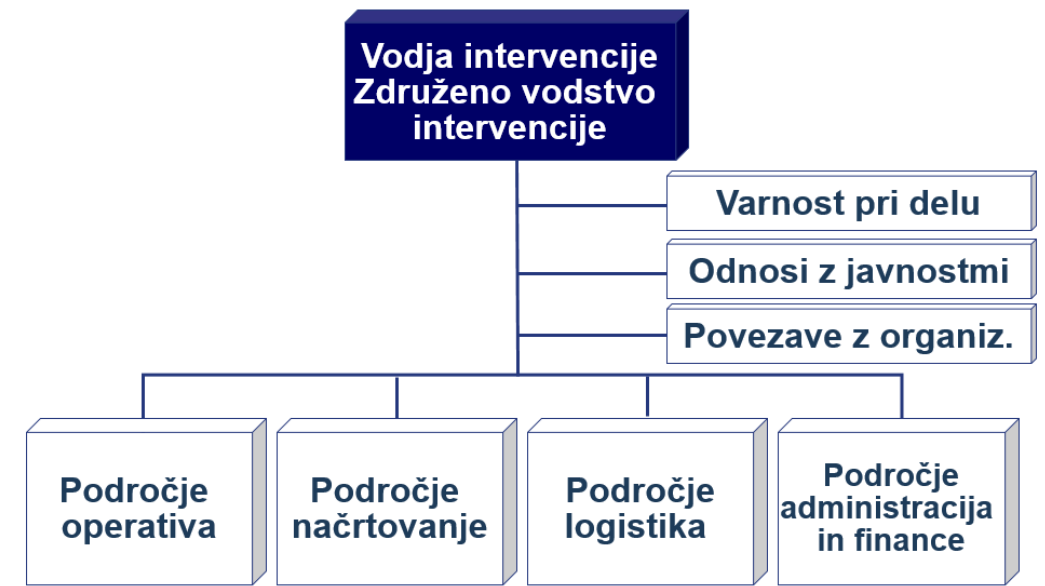 Vodja intervencije
Združeno vodstvo
intervencije
Varnost pri delu
Odnosi z javnostmi
Povezave z organiz.
Področje
operativa
Področje
načrtovanje
Področje
logistika
Področje
administracija
in finance